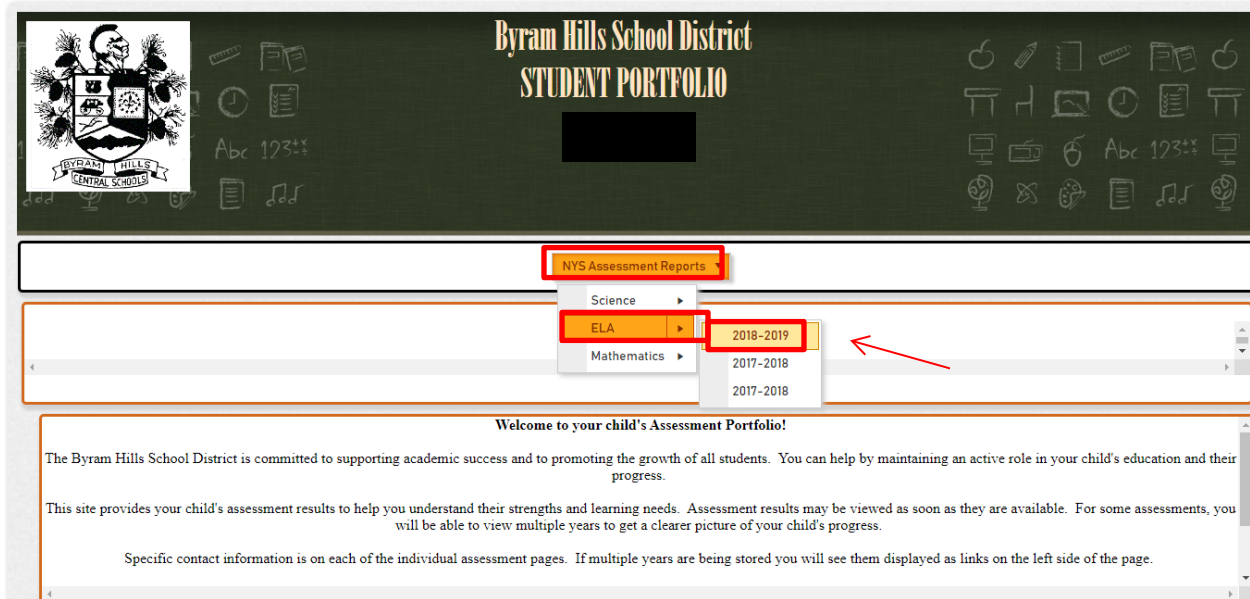 Byram Hills School District
STUDENT PORTFOLIO
BYRAM HILLS
CENTRAL SCHOOLS
Abc 123
Abc 123
NYS Assessment Reports
Science
ELA
Mathematics
2018-2019
2017-2018
2017-2018
Welcome to your child's Assessment Portfolio!
The Byram Hills School District is committed to supporting academic success and to promoting the growth of all students. You can help by maintaining an active role in your child's education and their
progress.
This site provides your child's assessment results to help you understand their strengths and learning needs. Assessment results may be viewed as soon as they are available. For some assessments, you
will be able to view multiple years to get a clearer picture of your child's progress.
Specific contact information is on each of the individual assessment pages. If multiple years are being stored you will see them displayed as links on the left side of the page.